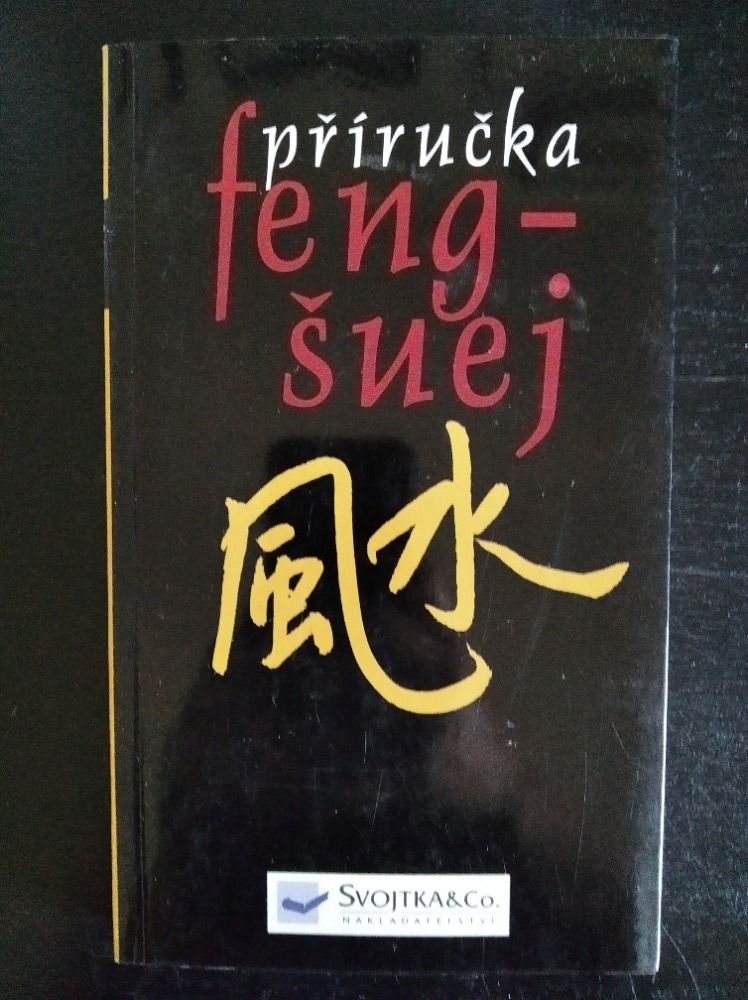 příručka
feng-
šuej
風水
SVOJTKA&CO.
NAKLADATELSTVÍ